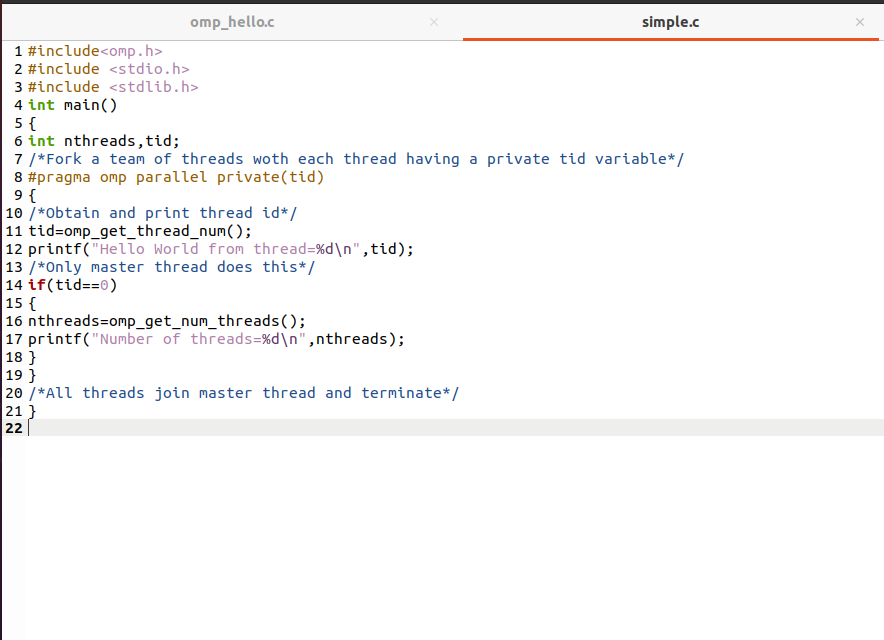 omp_hello.c × simple.c ×
1 #include<omp.h>
2 #include <stdio.h>
3 #include <stdlib.h>
4 int main()
5 {
6 int nthreads,tid;
7 /*Fork a team of threads woth each thread having a private tid variable*/
8 #pragma omp parallel private(tid)
9 {
10 /*Obtain and print thread id*/
11 tid=omp_get_thread_num();
12 printf("Hello World from thread=%d\n",tid);
13 /*Only master thread does this*/
14 if(tid==0)
15 {
16 nthreads=omp_get_num_threads();
17 printf("Number of threads=%d\n",nthreads);
18 }
19 }
20 /*All threads join master thread and terminate*/
21 }
22